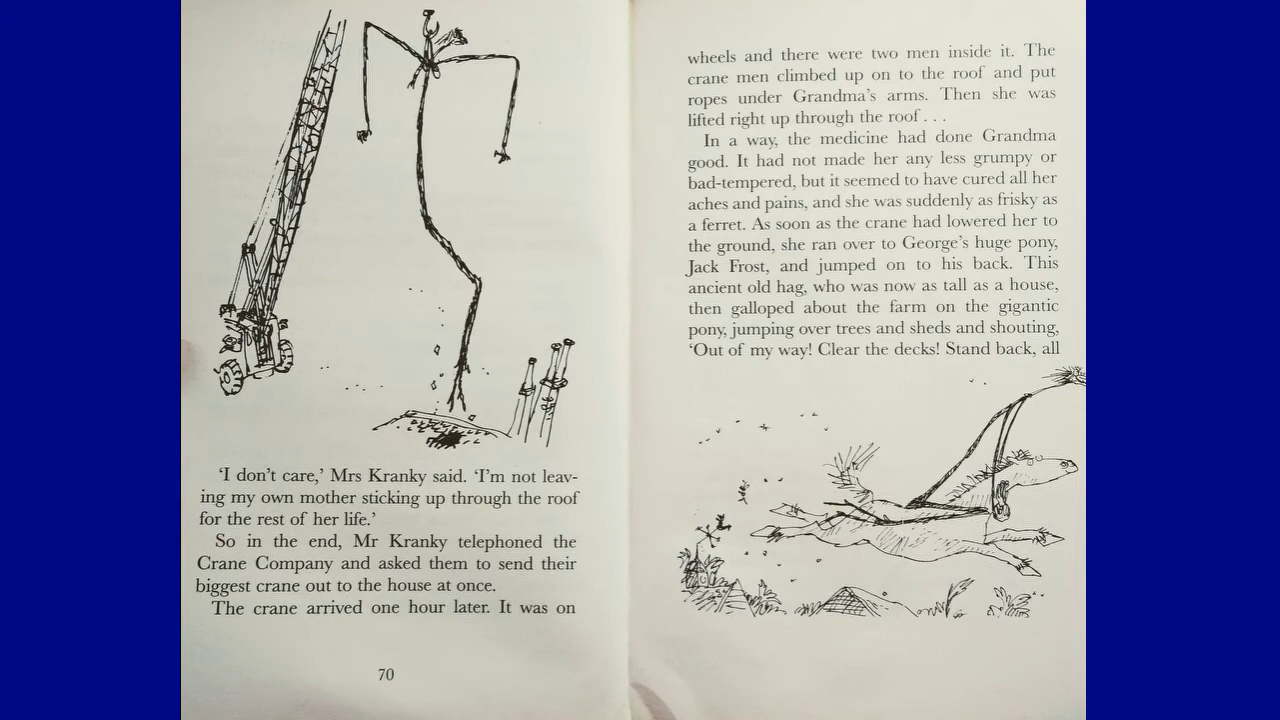 ‘I don’t care,’ Mrs Kranky said. ‘I’m not leav-
ing my own mother sticking up through the roof
for the rest of her life.’
So in the end, Mr Kranky telephoned the
Crane Company and asked them to send their
biggest crane out to the house at once.
The crane arrived one hour later. It was on
70
wheels and there were two men inside it. The
crane men climbed up on to the roof and put
ropes under Grandma’s arms. Then she was
lifted right up through the roof . . .
In a way, the medicine had done Grandma
good. It had not made her any less grumpy or
bad-tempered, but it seemed to have cured all her
aches and pains, and she was suddenly as frisky as
a ferret. As soon as the crane had lowered her to
the ground, she ran over to George’s huge pony,
Jack Frost, and jumped on to his back. This
ancient old hag, who was now as tall as a house,
then galloped about the farm on the gigantic
pony, jumping over trees and sheds and shouting,
‘Out of my way! Clear the decks! Stand back, all